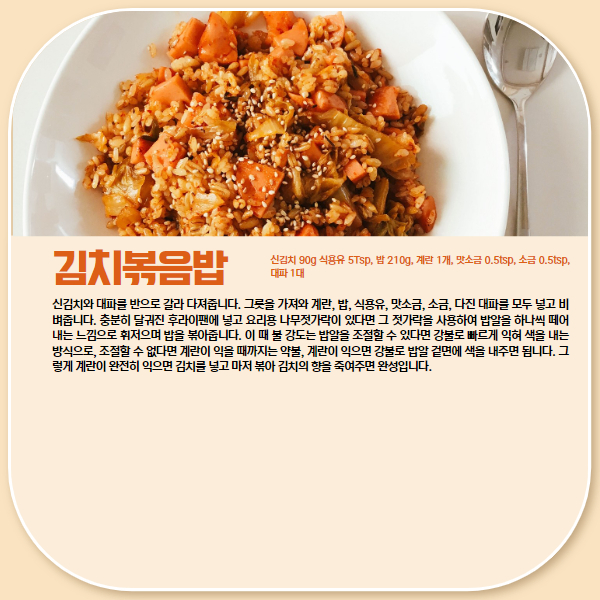 김치볶음밥
신김치 90g 식용유 5Tsp, 밥 210g, 계란 1개, 맛소금 0.5tsp, 소금 0.5tsp,
대파 1대
신김치와 대파를 반으로 갈라 다져줍니다. 그릇을 가져와 계란, 밥, 식용유, 맛소금, 소금, 다진 대파를 모두 넣고 비
벼줍니다. 충분히 달궈진 후라이팬에 넣고 요리용 나무젓가락이 있다면 그 젓가락을 사용하여 밥알을 하나씩 떼어
내는 느낌으로 휘저으며 밥을 볶아줍니다. 이 때 불 강도는 밥알을 조절할 수 있다면 강불로 빠르게 익혀 색을 내는
방식으로, 조절할 수 없다면 계란이 익을 때까지는 약불, 계란이 익으면 강불로 밥알 겉면에 색을 내주면 됩니다. 그
렇게 계란이 완전히 익으면 김치를 넣고 마저 볶아 김치의 향을 죽여주면 완성입니다.